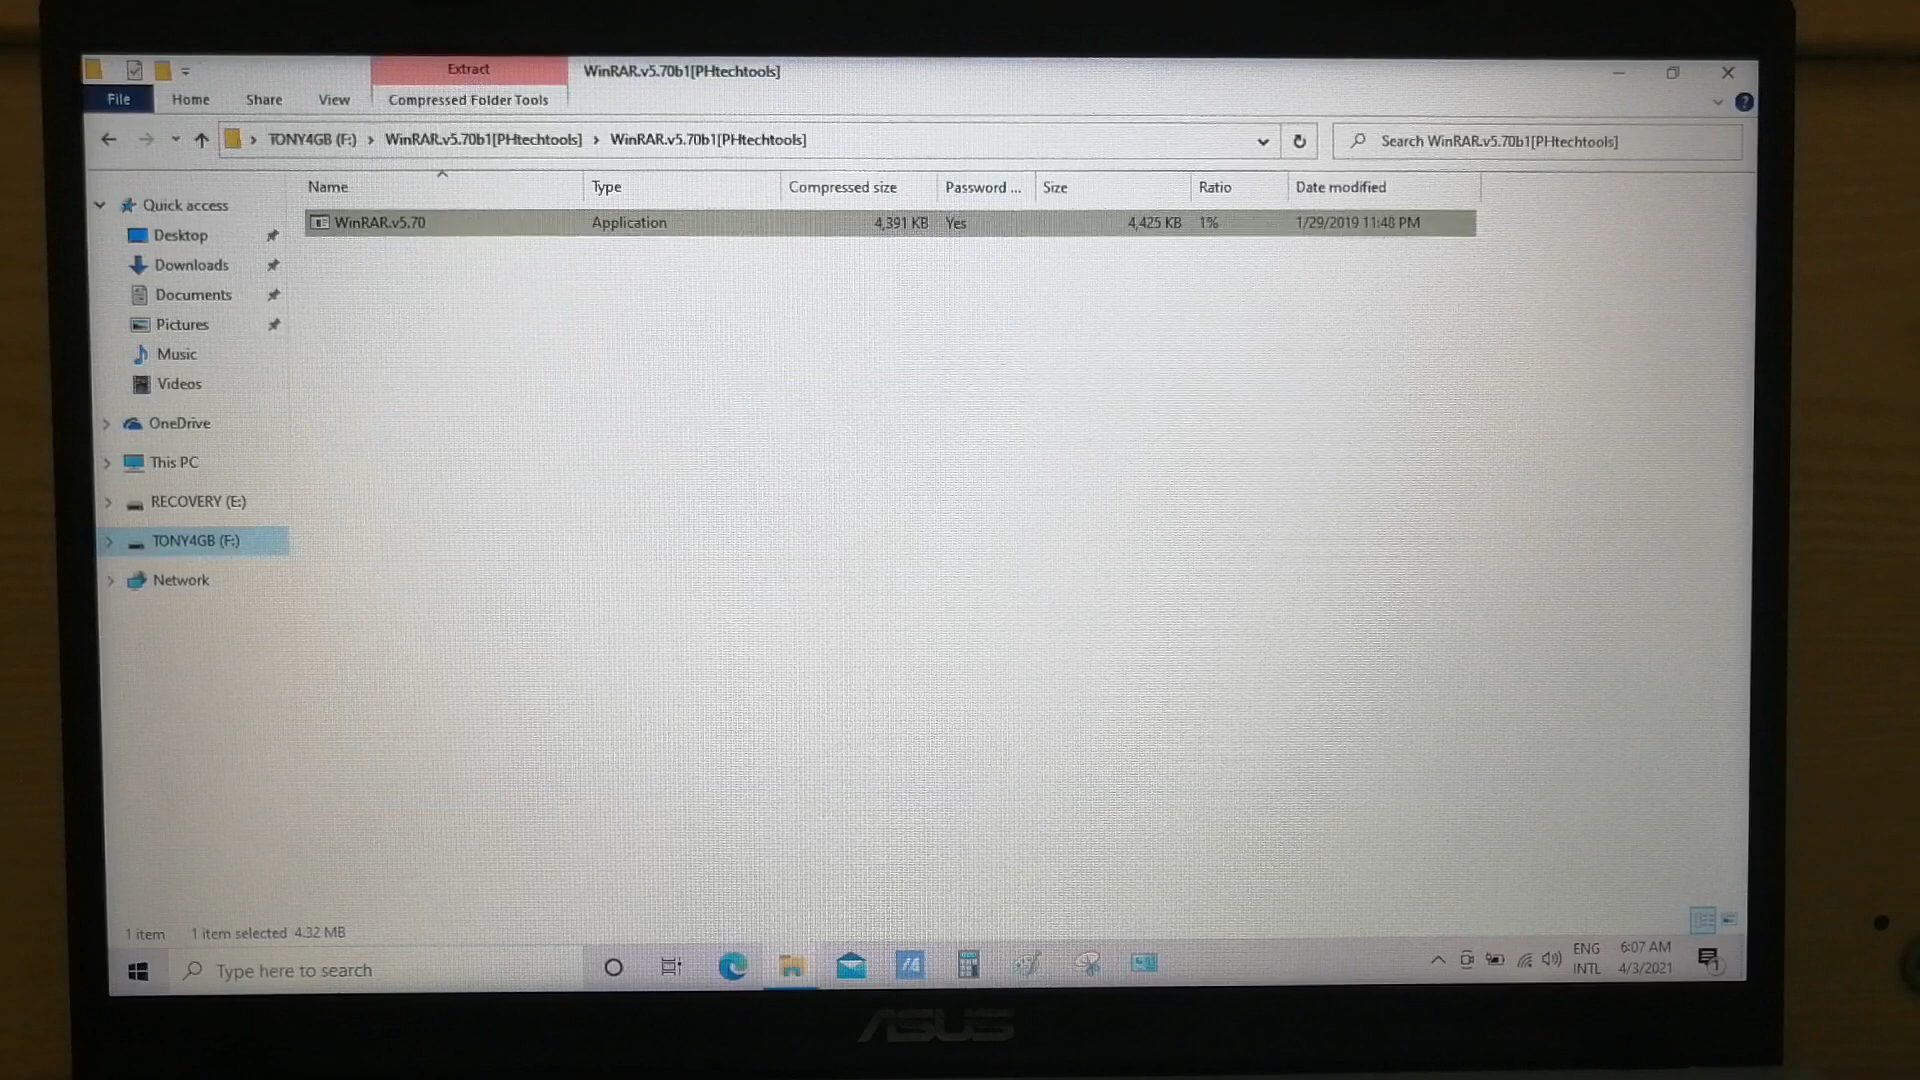 Extract
WinRAR.v5.70b1[PHtechtools]
File
Home
Share
View
Compressed Folder Tools
TONY4GB (F:)
WinRAR.v5.70b1[PHtechtools]
WinRAR.v5.70b1[PHtechtools]
Search WinRAR.v5.70b1[PHtechtools]
Name
Type
Compressed size
Password ...
Size
Ratio
Date modified
WinRAR.v5.70
Application
4,391 KB
Yes
4,425 KB
1%
1/29/2019 11:48 PM
Quick access
Desktop
Downloads
Documents
Pictures
Music
Videos
OneDrive
This PC
RECOVERY (E:)
TONY4GB (F:)
Network
1 item
1 item selected 4.32 MB
Type here to search
ENG
INTL
6:07 AM
4/3/2021
1
ASUS